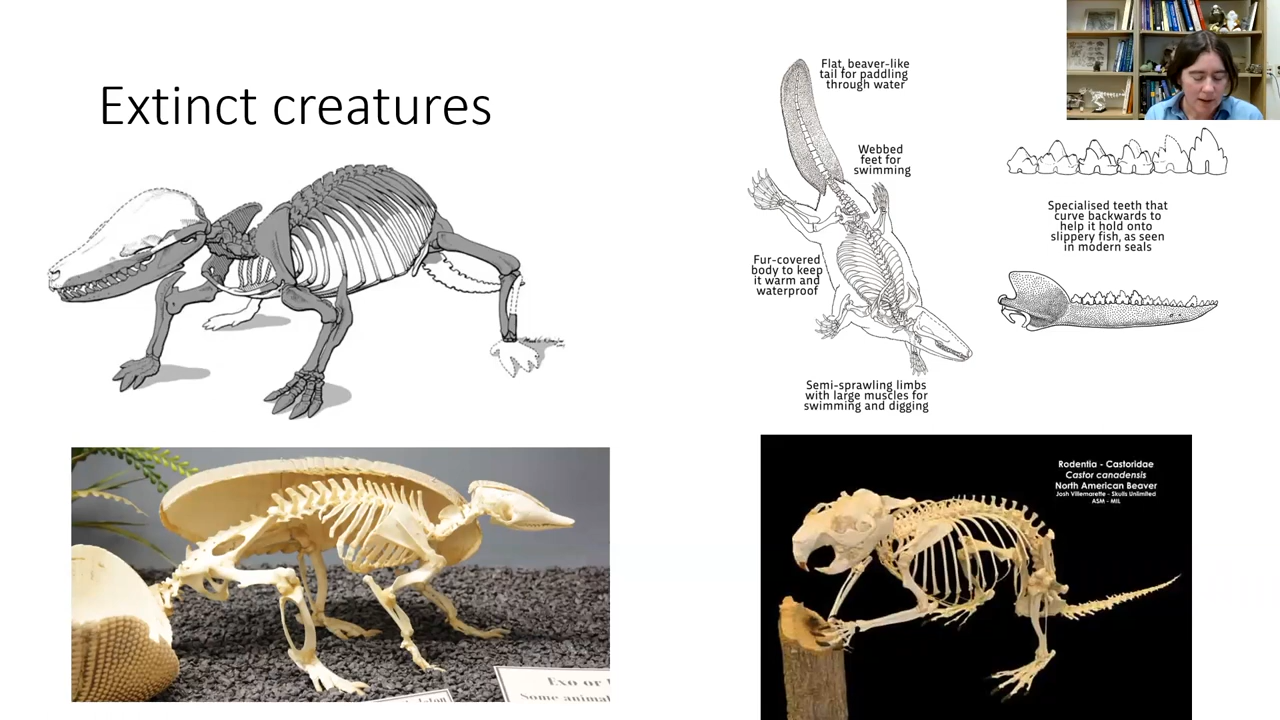 Extinct creatures
Flat, beaver-like
tail for paddling
through water
Webbed
feet for
swimming
Fur-covered
body to keep
it warm and
waterproof
Semi-sprawling limbs
with large muscles for
swimming and digging
Specialised teeth that
curve backwards to
help it hold onto
slippery fish, as seen
in modern seals
Exo or
Some animal
Rodentia - Castoridae
Castor canadensis
North American Beaver
Josh Villemarette - Skulls Unlimited
ASM - MIL